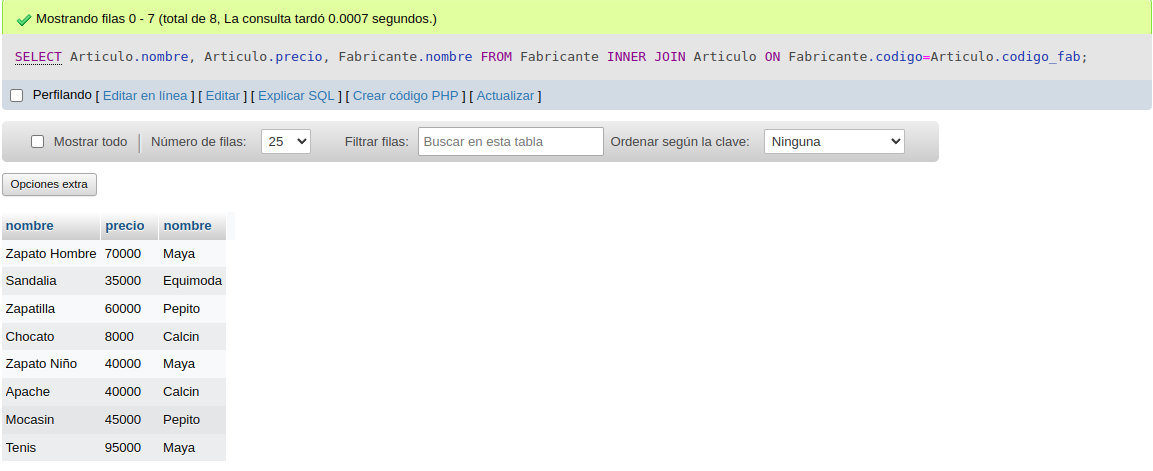 Mostrando filas 0 - 7 (total de 8, La consulta tardó 0.0007 segundos.)
SELECT Articulo.nombre, Articulo.precio, Fabricante.nombre FROM Fabricante INNER JOIN Articulo ON Fabricante.codigo=Articulo.codigo_fab;
Perfilando [ Editar en línea ] [ Editar ] [ Explicar SQL ] [ Crear código PHP ] [ Actualizar ]
Mostrar todo Número de filas: 25 Filtrar filas: Buscar en esta tabla Ordenar según la clave: Ninguna
Opciones extra
nombre precio nombre
Zapato Hombre 70000 Maya
Sandalia 35000 Equimoda
Zapatilla 60000 Pepito
Chocato 8000 Calcin
Zapato Niño 40000 Maya
Apache 40000 Calcin
Mocasin 45000 Pepito
Tenis 95000 Maya